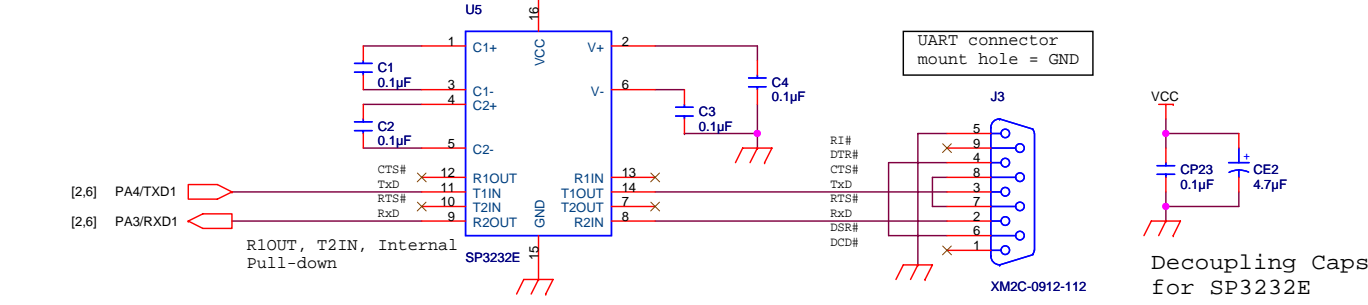 U5
16
VCC
1
C1+
V+
2
C1
0.1µF
3
C1-
V-
6
4
C2+
C2
0.1µF
5
C2-
C4
0.1µF
C3
0.1µF
CTS#
12
R1OUT
R1IN
13
[2,6]
PA4/TXD1
TxD
11
T1IN
T1OUT
14
RTS#
10
T2IN
T2OUT
7
[2,6]
PA3/RXD1
RxD
9
R2OUT
GND
R2IN
8
15
R1OUT, T2IN, Internal
Pull-down
SP3232E
UART connector
mount hole = GND
J3
RI#
DTR#
CTS#
TxD
RTS#
RxD
DSR#
DCD#
5
9
4
8
3
7
2
6
1
XM2C-0912-112
VCC
CP23
0.1µF
+
CE2
4.7µF
Decoupling Caps
for SP3232E